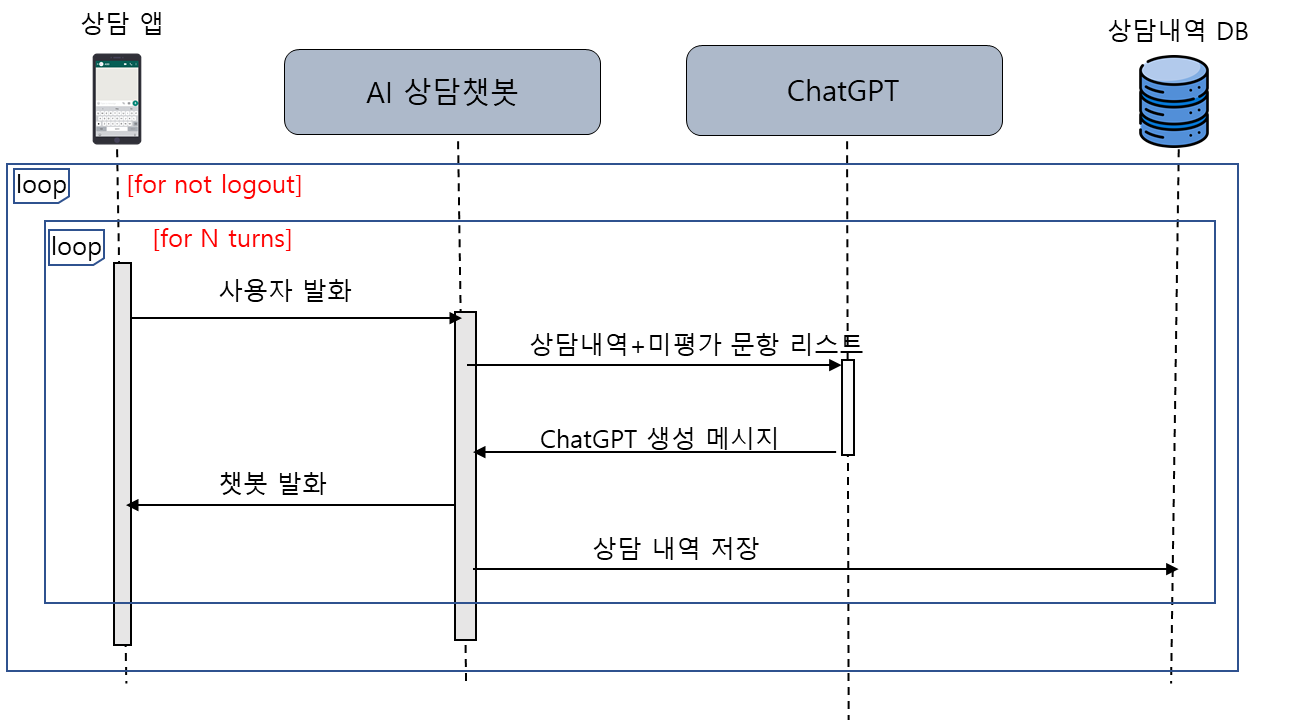 상담 앱
AI 상담챗봇
ChatGPT
상담내역 DB
loop
[for not logout]
loop
[for N turns]
사용자 발화
상담내역+미평가 문항 리스트
ChatGPT 생성 메시지
챗봇 발화
상담 내역 저장